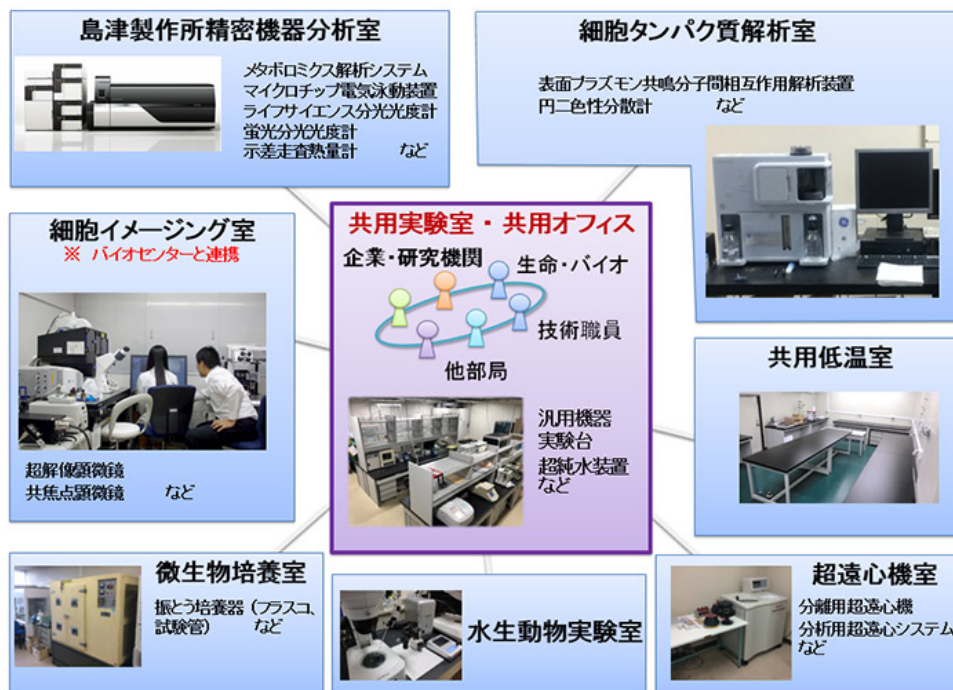 島津製作所精密機器分析室
メタボロミクス解析システム
マイクロチップ電気泳動装置
ライフサイエンス分光光度計
蛍光分光光度計
示差走査熱量計 など
細胞タンパク質解析室
表面プラズモン共鳴分子間相互作用解析装置
円二色性分散計 など
細胞イメージング室
※ バイオセンターと連携
超解像顕微鏡
共焦点顕微鏡 など
共用実験室・共用オフィス
企業・研究機関
生命・バイオ
技術職員
他部局
汎用機器
実験台
超純水装置
など
共用低温室
微生物培養室
振とう培養器（フラスコ、
試験管） など
水生動物実験室
超遠心機室
分離用超遠心機
分析用超遠心システム
など